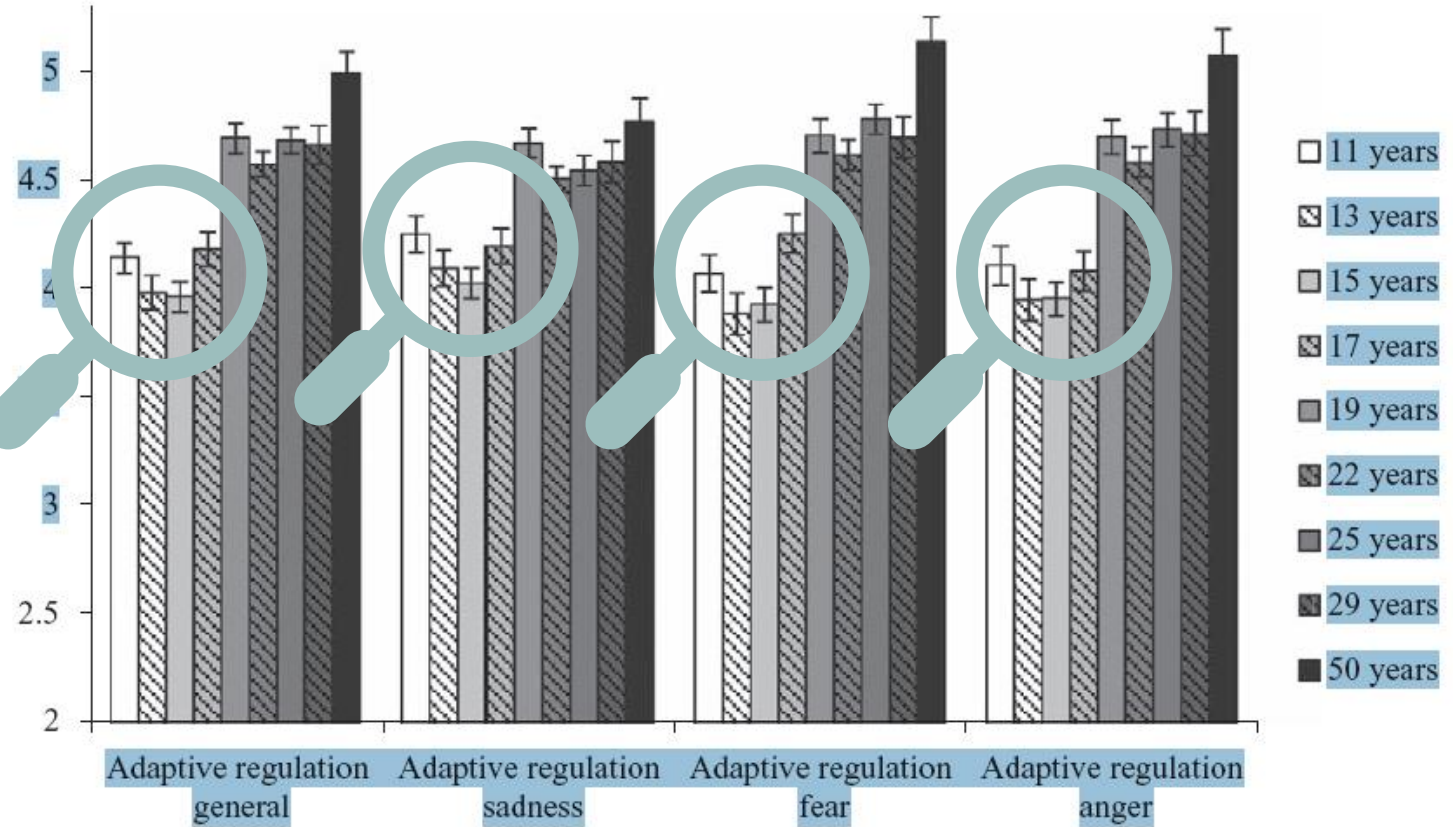 5
4.5
4
3
2.5
2
11 years
13 years
15 years
17 years
19 years
22 years
25 years
29 years
50 years
Adaptive regulation general
Adaptive regulation sadness
Adaptive regulation fear
Adaptive regulation anger